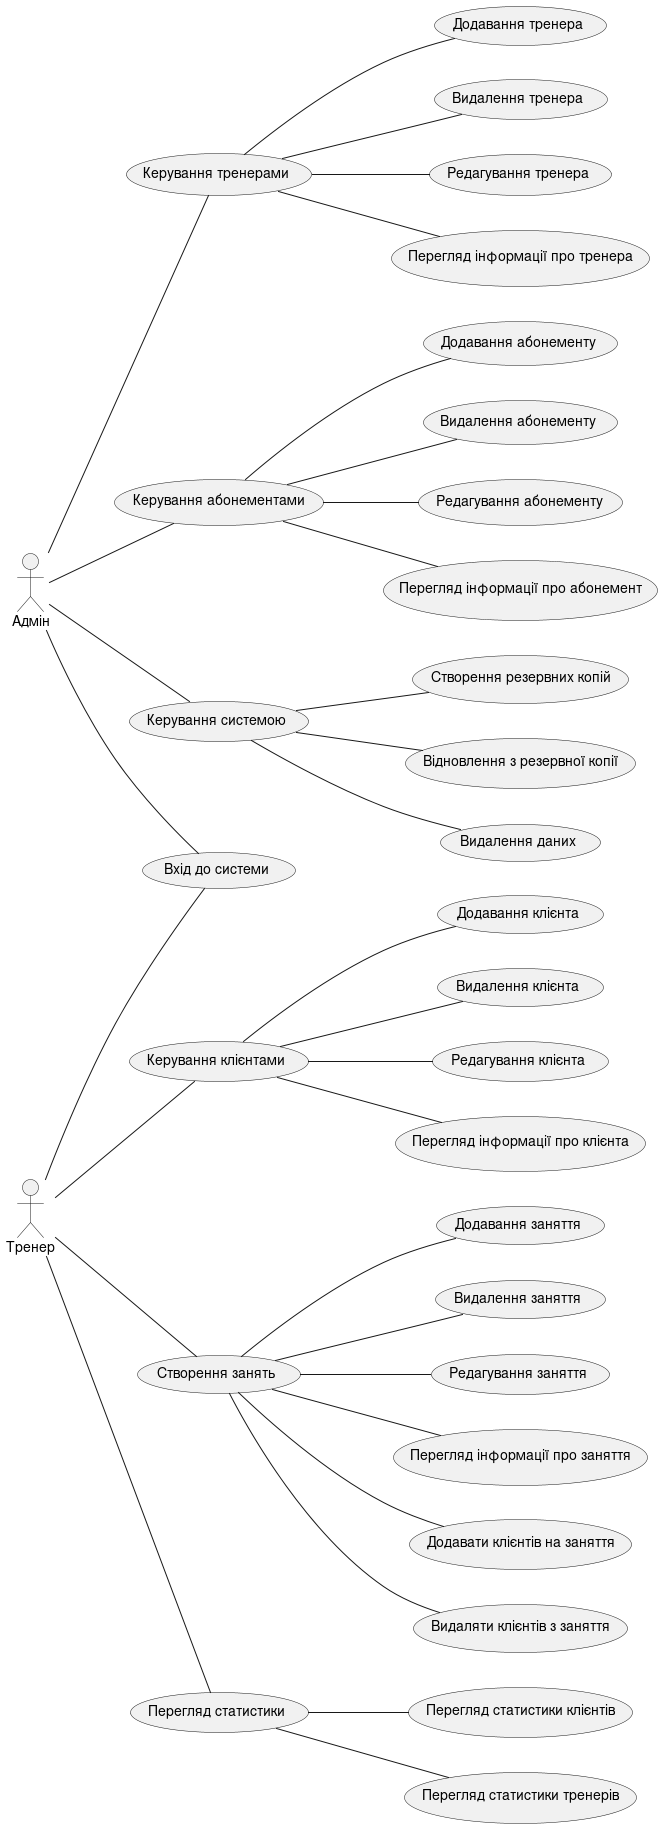 Додавання тренера
Видалення тренера
Керування тренерами
Редагування тренера
Перегляд інформації про тренера
Додавання абонементу
Видалення абонементу
Керування абонементами
Редагування абонементу
Перегляд інформації про абонемент
Адмін
Створення резервних копій
Керування системою
Відновлення з резервної копії
Видалення даних
Вхід до системи
Додавання клієнта
Видалення клієнта
Керування клієнтами
Редагування клієнта
Перегляд інформації про клієнта
Додавання заняття
Тренер
Видалення заняття
Створення занять
Редагування заняття
Перегляд інформації про заняття
Додавати клієнтів на заняття
Видаляти клієнтів з заняття
Перегляд статистики
Перегляд статистики клієнтів
Перегляд статистики тренерів